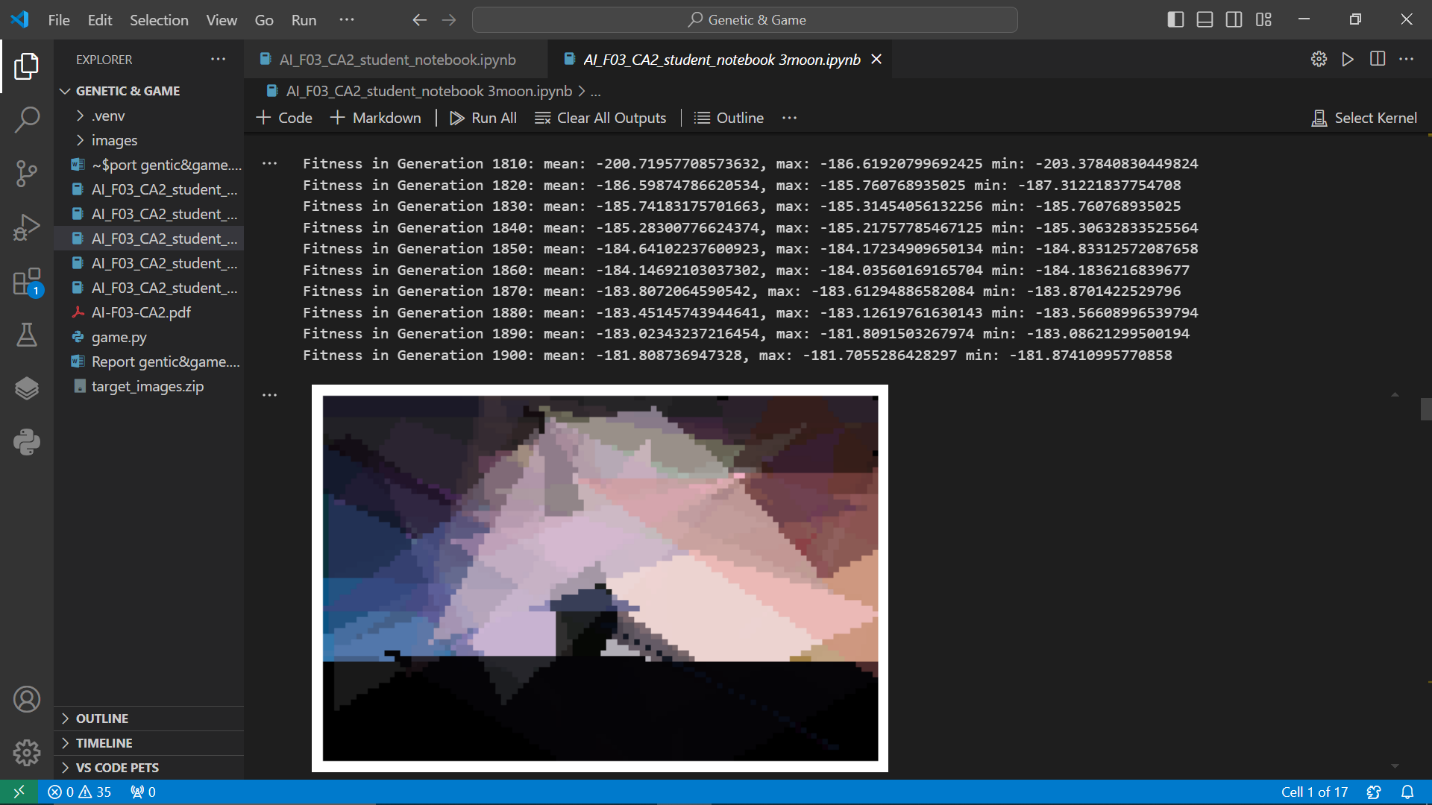 File Edit Selection View Go Run ··· Genetic & Game
EXPLORER ···
GENETIC & GAME
.venv
images
~$port gentic&game....
AI_F03_CA2_student_...
AI_F03_CA2_student_...
AI_F03_CA2_student_...
AI_F03_CA2_student_...
AI_F03_CA2_student_...
AI-F03-CA2.pdf
game.py
Report gentic&game....
target_images.zip
OUTLINE
TIMELINE
VS CODE PETS
1
AI_F03_CA2_student_notebook.ipynb AI_F03_CA2_student_notebook 3moon.ipynb
AI_F03_CA2_student_notebook 3moon.ipynb > ...
+ Code + Markdown Run All Clear All Outputs Outline ··· Select Kernel
Fitness in Generation 1810: mean: -200.71957708573632, max: -186.61920799692425 min: -203.37840830449824
Fitness in Generation 1820: mean: -186.59874786620534, max: -185.760768935025 min: -187.31221837754708
Fitness in Generation 1830: mean: -185.74183175701663, max: -185.31454056132256 min: -185.760768935025
Fitness in Generation 1840: mean: -185.28300776624374, max: -185.21757785467125 min: -185.30632833525564
Fitness in Generation 1850: mean: -184.64102237600923, max: -184.17234909650134 min: -184.83312572087658
Fitness in Generation 1860: mean: -184.14692103037302, max: -184.03560169165704 min: -184.1836216839677
Fitness in Generation 1870: mean: -183.8072064590542, max: -183.61294886582084 min: -183.8701422529796
Fitness in Generation 1880: mean: -183.45145743944641, max: -183.12619761630143 min: -183.56608996539794
Fitness in Generation 1890: mean: -183.02343237216454, max: -181.8091503267974 min: -183.08621299500194
Fitness in Generation 1900: mean: -181.808736947328, max: -181.7055286428297 min: -181.87410995770858
0 35 0 Cell 1 of 17